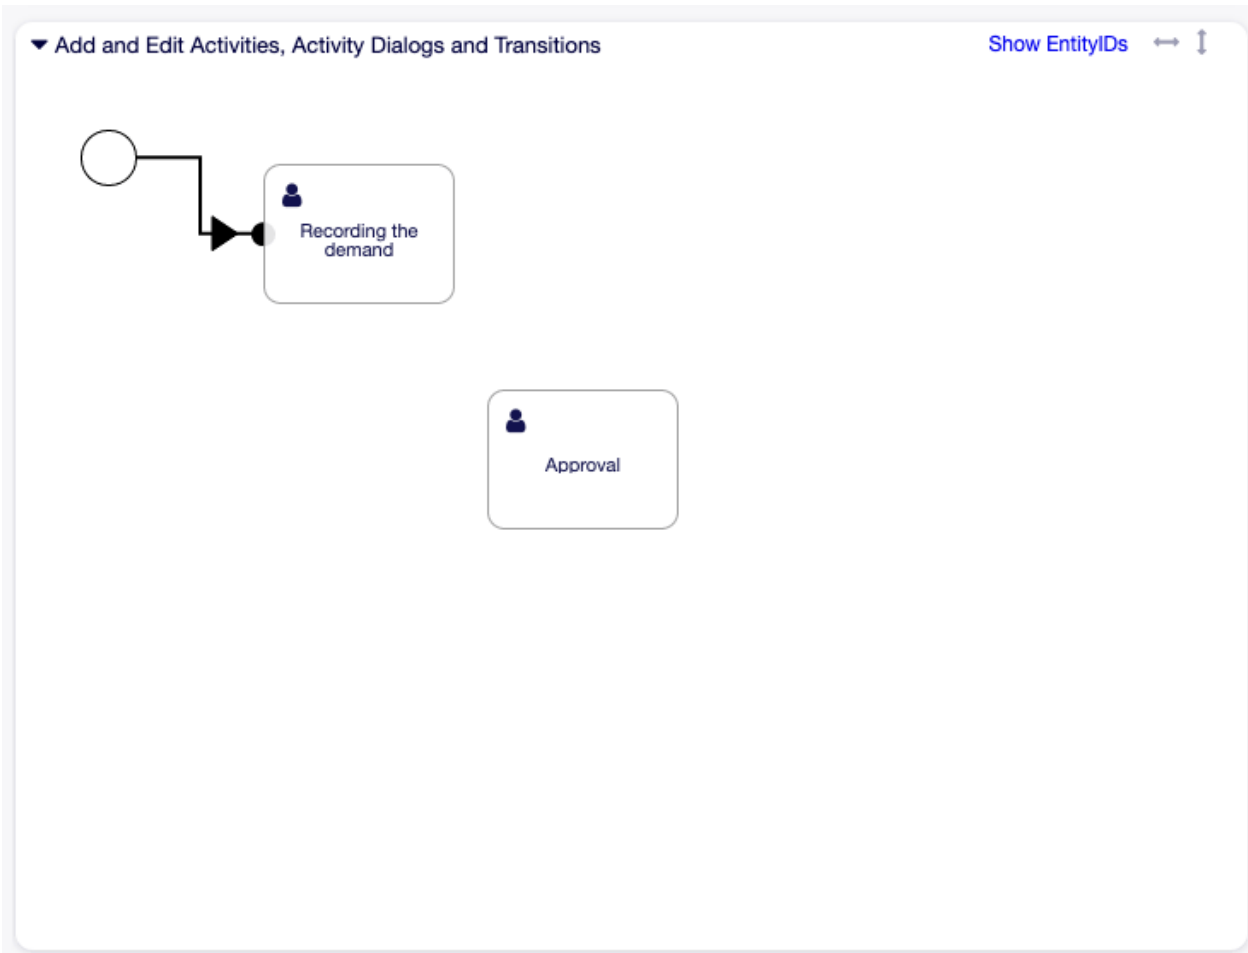 Add and Edit Activities, Activity Dialogs and Transitions
Show EntityIDs
Recording the
demand
Approval